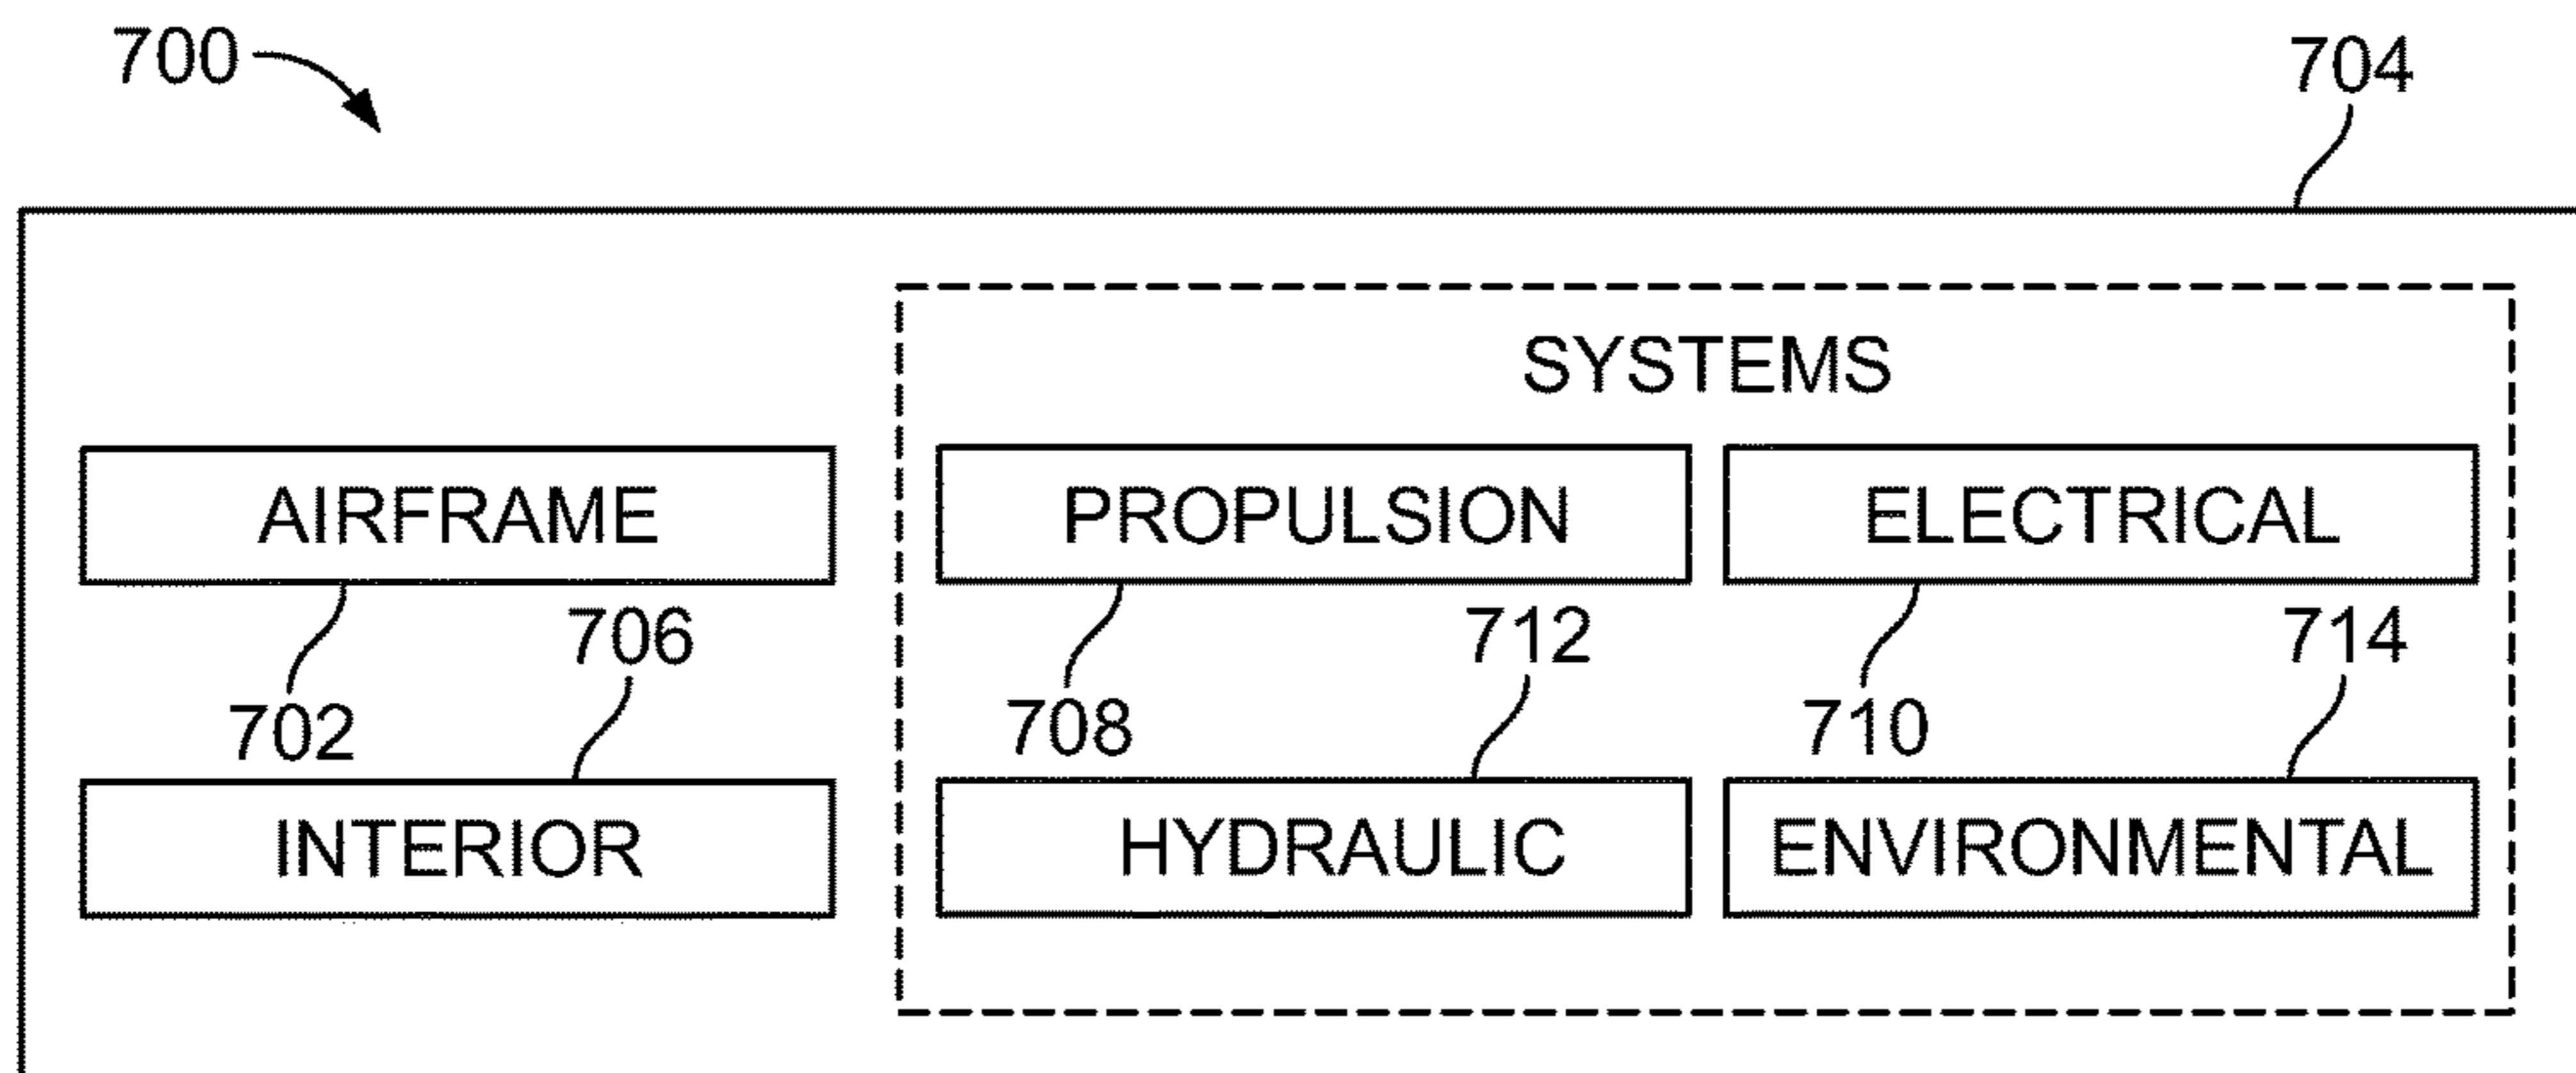 700
704
SYSTEMS
AIRFRAME
PROPULSION
ELECTRICAL
706
712
714
702
708
710
INTERIOR
HYDRAULIC
ENVIRONMENTAL